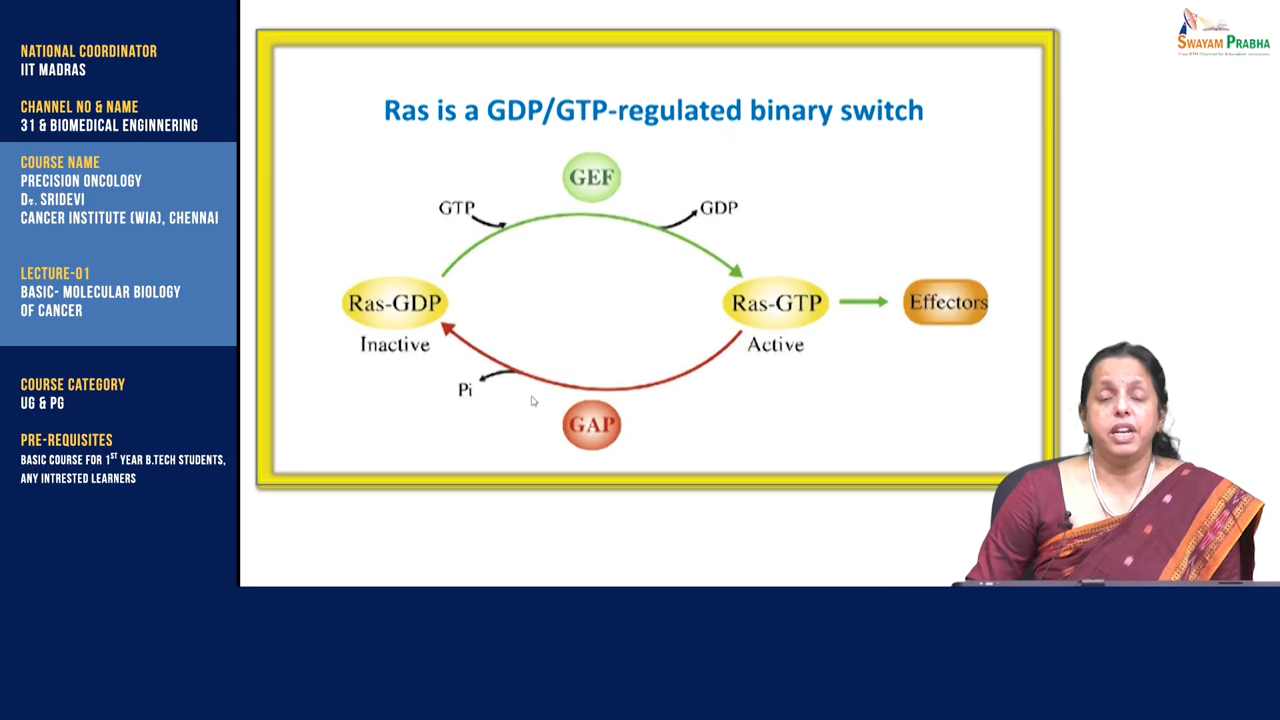 NATIONAL COORDINATOR
IIT MADRAS
CHANNEL NO & NAME
31 & BIOMEDICAL ENGINNERING
COURSE NAME
PRECISION ONCOLOGY
Dr. SRIDEVI
CANCER INSTITUTE (WIA), CHENNAI
LECTURE-01
BASIC- MOLECULAR BIOLOGY
OF CANCER
COURSE CATEGORY
UG & PG
PRE-REQUISITES
BASIC COURSE FOR 1ST YEAR B.TECH STUDENTS,
ANY INTRESTED LEARNERS
SWAYAM PRABHA
Ras is a GDP/GTP-regulated binary switch
GEF
GTP
GDP
Ras-GDP
Ras-GTP
Effectors
Inactive
Active
Pi
GAP